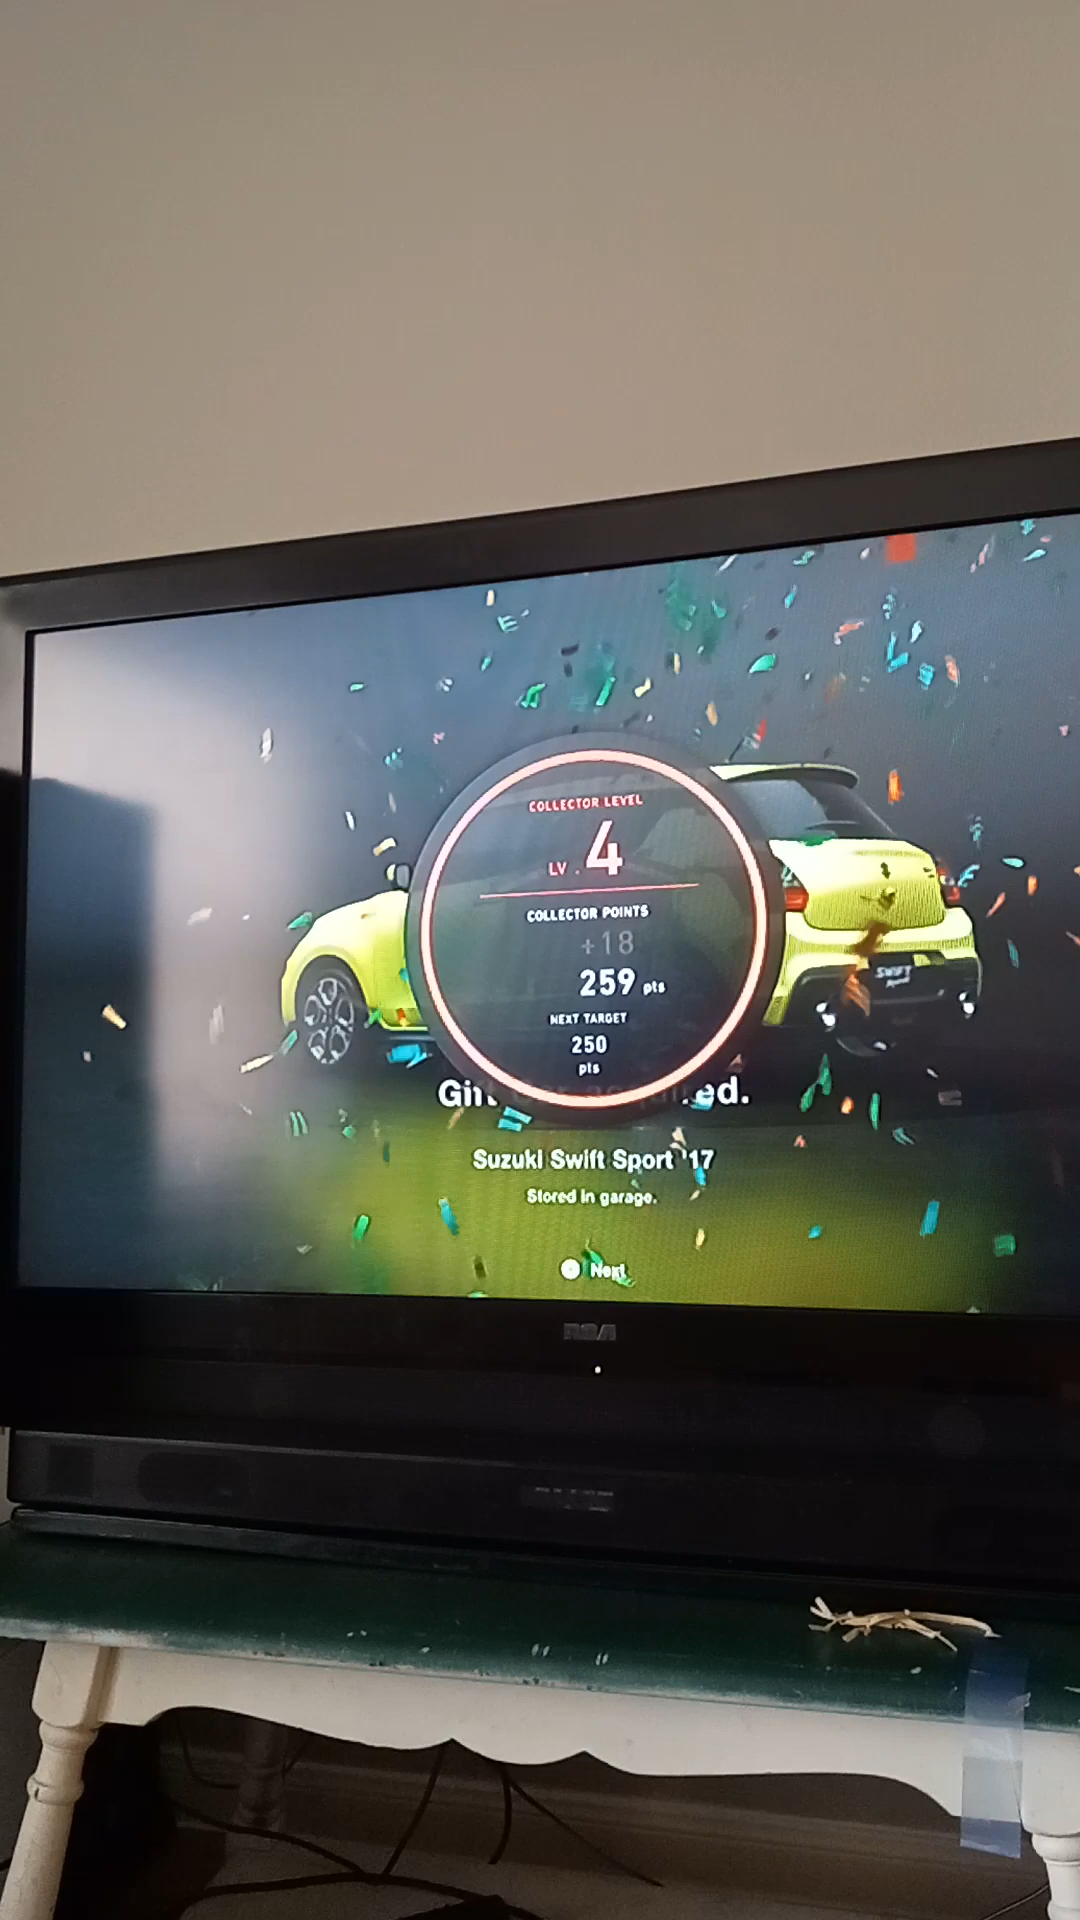 COLLECTOR LEVEL
LV. 4
COLLECTOR POINTS
+18
259 pts
NEXT TARGET
250
pts
Suzuki Swift Sport '17
Stored in garage.
Next
SWIFT
RCA